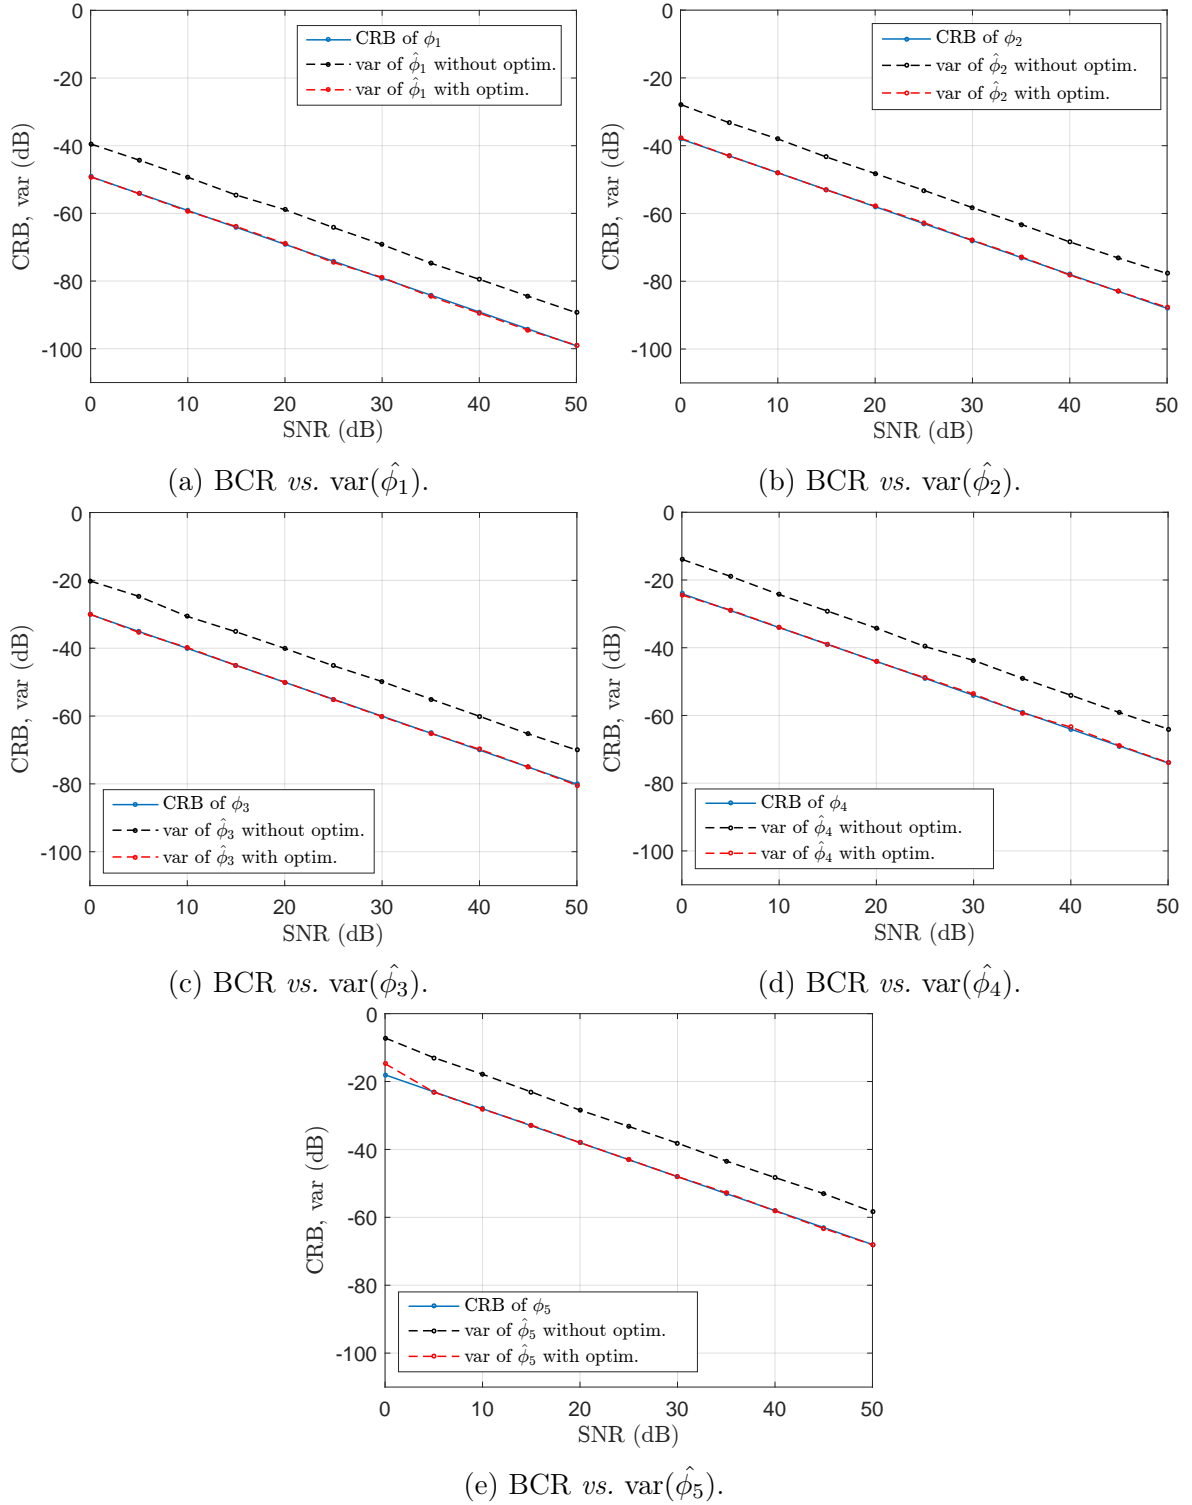 0
-20
-40
-60
-80
-100
CRB, var (dB)
CRB of ϕ₁
var of ϕ̂₁ without optim.
var of ϕ̂₁ with optim.
0 10 20 30 40 50
SNR (dB)
(a) BCR vs. var(ϕ̂₁).
0
-20
-40
-60
-80
-100
CRB, var (dB)
CRB of ϕ₂
var of ϕ̂₂ without optim.
var of ϕ̂₂ with optim.
0 10 20 30 40 50
SNR (dB)
(b) BCR vs. var(ϕ̂₂).
0
-20
-40
-60
-80
-100
CRB, var (dB)
CRB of ϕ₃
var of ϕ̂₃ without optim.
var of ϕ̂₃ with optim.
0 10 20 30 40 50
SNR (dB)
(c) BCR vs. var(ϕ̂₃).
0
-20
-40
-60
-80
-100
CRB, var (dB)
CRB of ϕ₄
var of ϕ̂₄ without optim.
var of ϕ̂₄ with optim.
0 10 20 30 40 50
SNR (dB)
(d) BCR vs. var(ϕ̂₄).
0
-20
-40
-60
-80
-100
CRB, var (dB)
CRB of ϕ₅
var of ϕ̂₅ without optim.
var of ϕ̂₅ with optim.
0 10 20 30 40 50
SNR (dB)
(e) BCR vs. var(ϕ̂₅).